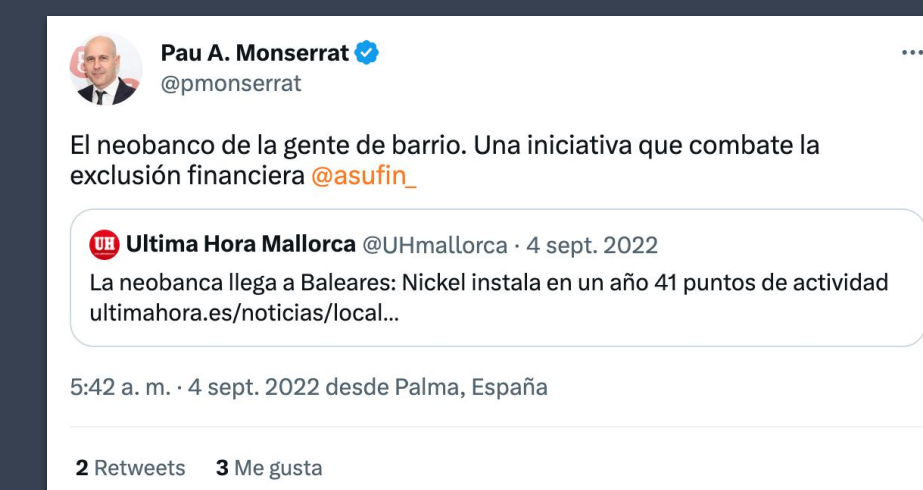 Pau A. Monserrat
@pmonserrat
El neobanco de la gente de barrio. Una iniciativa que combate la
exclusión financiera @asufin_
UH Ultima Hora Mallorca @UHmallorca · 4 sept. 2022
La neobanca llega a Baleares: Nickel instala en un año 41 puntos de actividad
ultimahora.es/noticias/local...
5:42 a. m. · 4 sept. 2022 desde Palma, España
2 Retweets 3 Me gusta